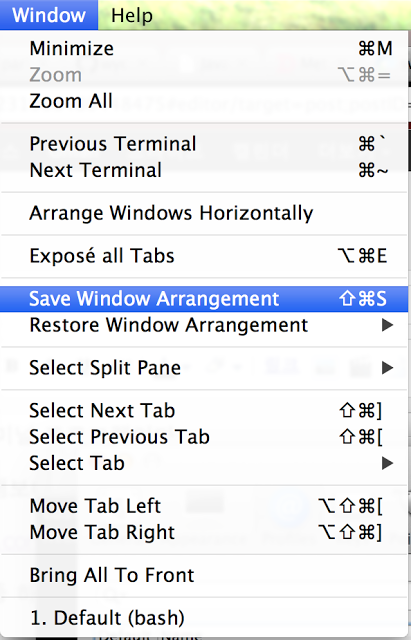 Window Help
Minimize ⌘M
Zoom ⌥⌘=
Zoom All
Previous Terminal ⌘`
Next Terminal ⌘~
Arrange Windows Horizontally
Exposé all Tabs ⌥⌘E
Save Window Arrangement ⇧⌘S
Restore Window Arrangement ▶
Select Split Pane ▶
Select Next Tab ⇧⌘]
Select Previous Tab ⇧⌘[
Select Tab ▶
Move Tab Left ⌥⇧⌘[
Move Tab Right ⌥⇧⌘]
Bring All To Front
1. Default (bash)